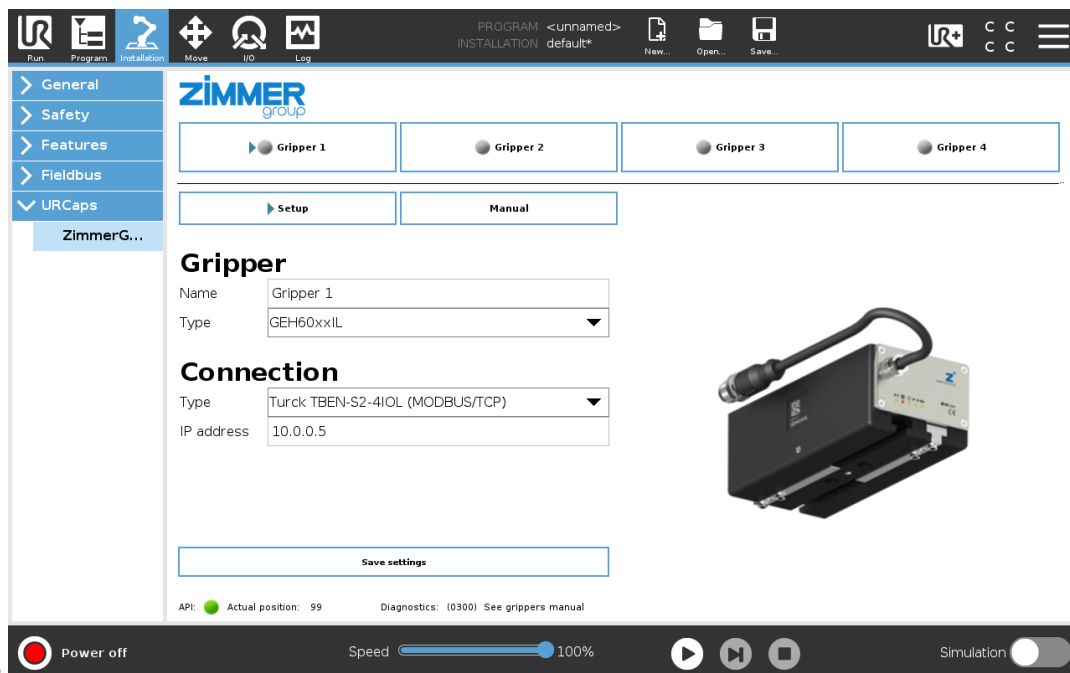 PROGRAM <unnamed>
INSTALLATION default*
Run Program Installation Move I/O Log New... Open... Save...
UR+ C C
C C
General
Safety
Features
Fieldbus
URCaps
ZimmerG...
ZIMMER
group
Gripper 1 Gripper 2 Gripper 3 Gripper 4
Setup Manual
Gripper
Name Gripper 1
Type GEH60xxIL
Connection
Type Turck TBEN-S2-4IOL (MODBUS/TCP)
IP address 10.0.0.5
Save settings
API: Actual position: 99 Diagnostics: (0300) See grippers manual
Power off Speed 100% Simulation